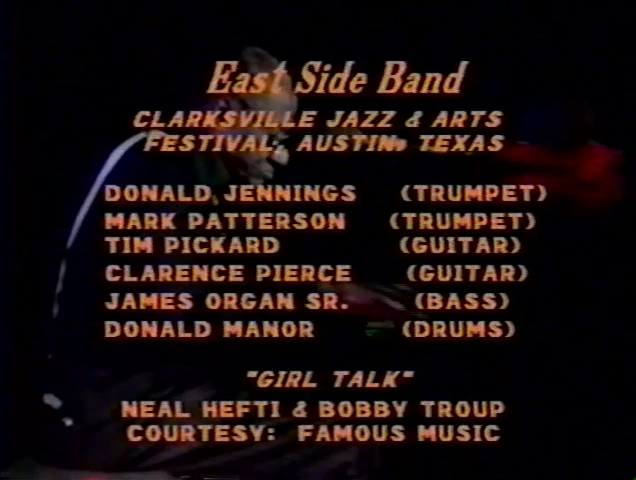 East Side Band
CLARKSVILLE JAZZ & ARTS
FESTIVAL, AUSTIN, TEXAS
DONALD JENNINGS (TRUMPET)
MARK PATTERSON (TRUMPET)
TIM PICKARD (GUITAR)
CLARENCE PIERCE (GUITAR)
JAMES ORGAN SR. (BASS)
DONALD MANOR (DRUMS)
"GIRL TALK"
NEAL HEFTI & BOBBY TROUP
COURTESY: FAMOUS MUSIC